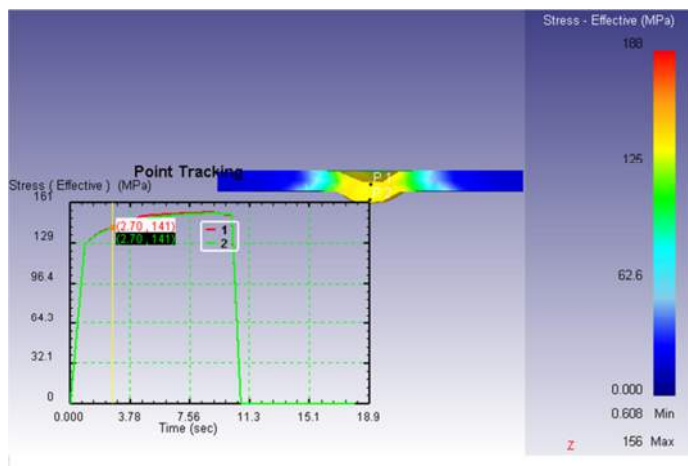 Stress - Effective (MPa)
188
125
62.6
0.000
0.608 Min
156 Max
Z
P 1
Point Tracking
Stress ( Effective ) (MPa)
161
129
96.4
64.3
32.1
0
(2.70 , 141)
(2.70 , 141)
1
2
0.000 3.78 7.56 11.3 15.1 18.9
Time (sec)